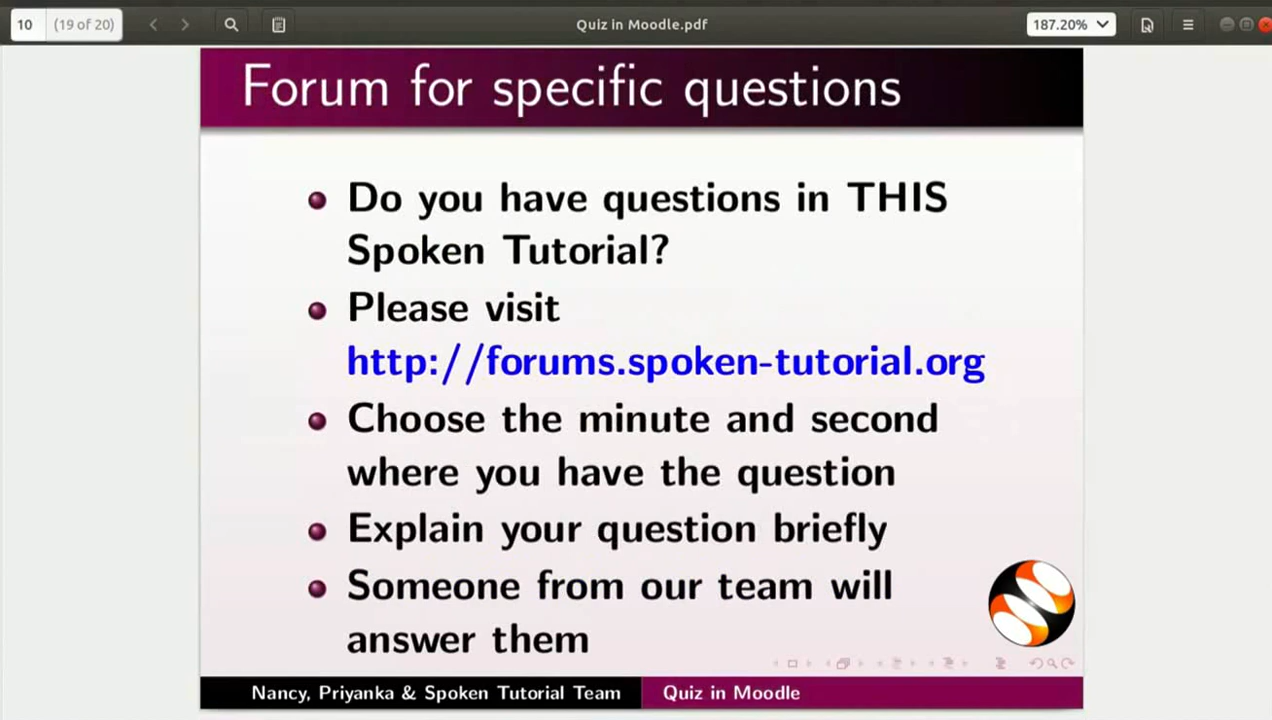 10 (19 of 20) Quiz in Moodle.pdf 187.20%
Forum for specific questions
Do you have questions in THIS
Spoken Tutorial?
Please visit
http://forums.spoken-tutorial.org
Choose the minute and second
where you have the question
Explain your question briefly
Someone from our team will
answer them
Nancy, Priyanka & Spoken Tutorial Team Quiz in Moodle